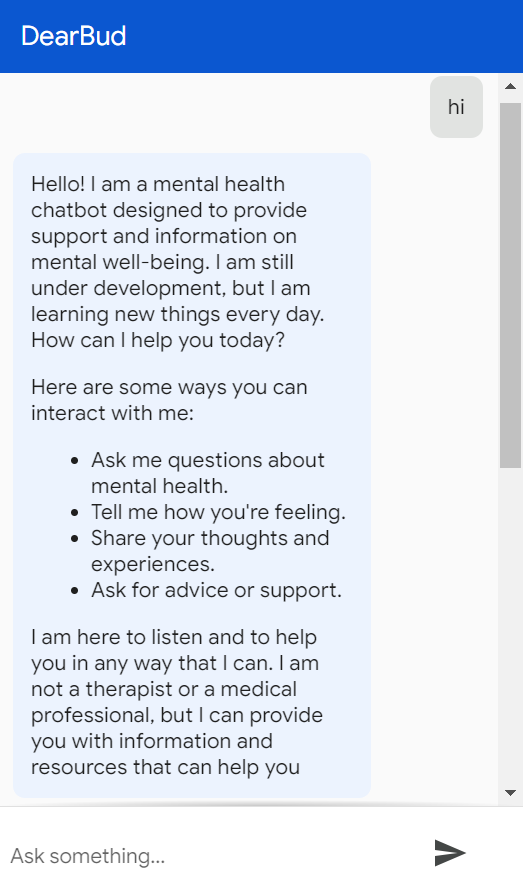 DearBud
hi
Hello! I am a mental health
chatbot designed to provide
support and information on
mental well-being. I am still
under development, but I am
learning new things every day.
How can I help you today?
Here are some ways you can
interact with me:
• Ask me questions about
mental health.
• Tell me how you're feeling.
• Share your thoughts and
experiences.
• Ask for advice or support.
I am here to listen and to help
you in any way that I can. I am
not a therapist or a medical
professional, but I can provide
you with information and
resources that can help you
Ask something...